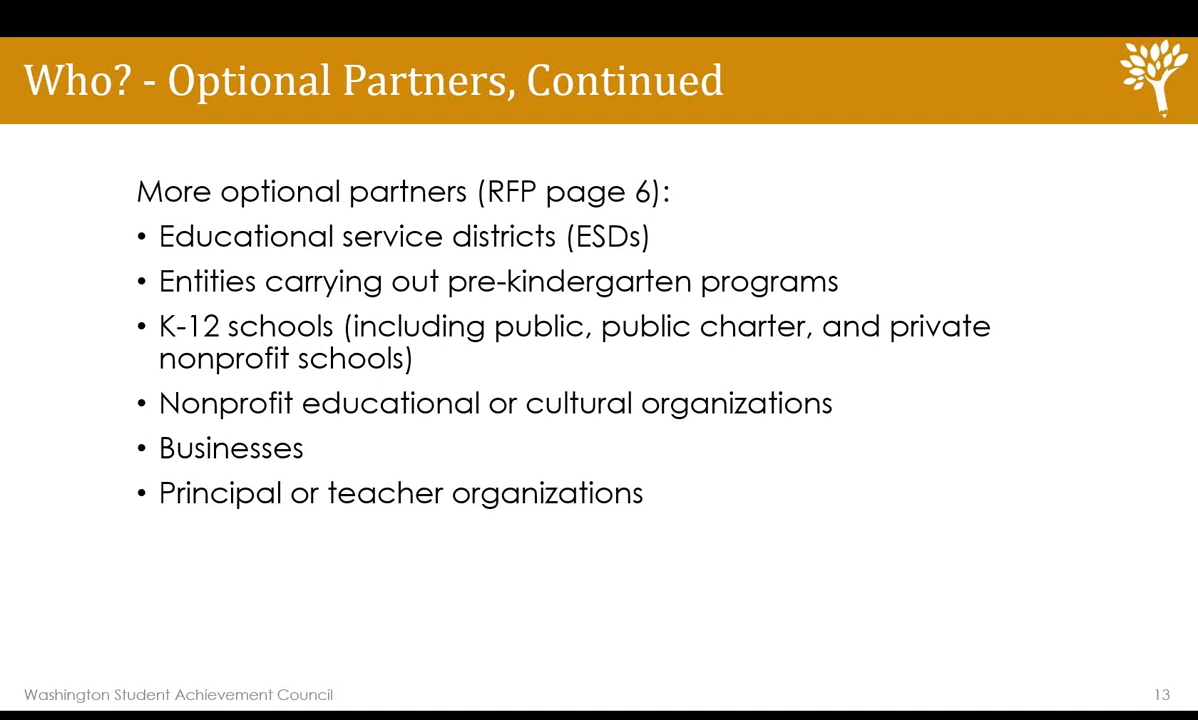 Who? - Optional Partners, Continued
More optional partners (RFP page 6):
• Educational service districts (ESDs)
• Entities carrying out pre-kindergarten programs
• K-12 schools (including public, public charter, and private
nonprofit schools)
• Nonprofit educational or cultural organizations
• Businesses
• Principal or teacher organizations
Washington Student Achievement Council
13